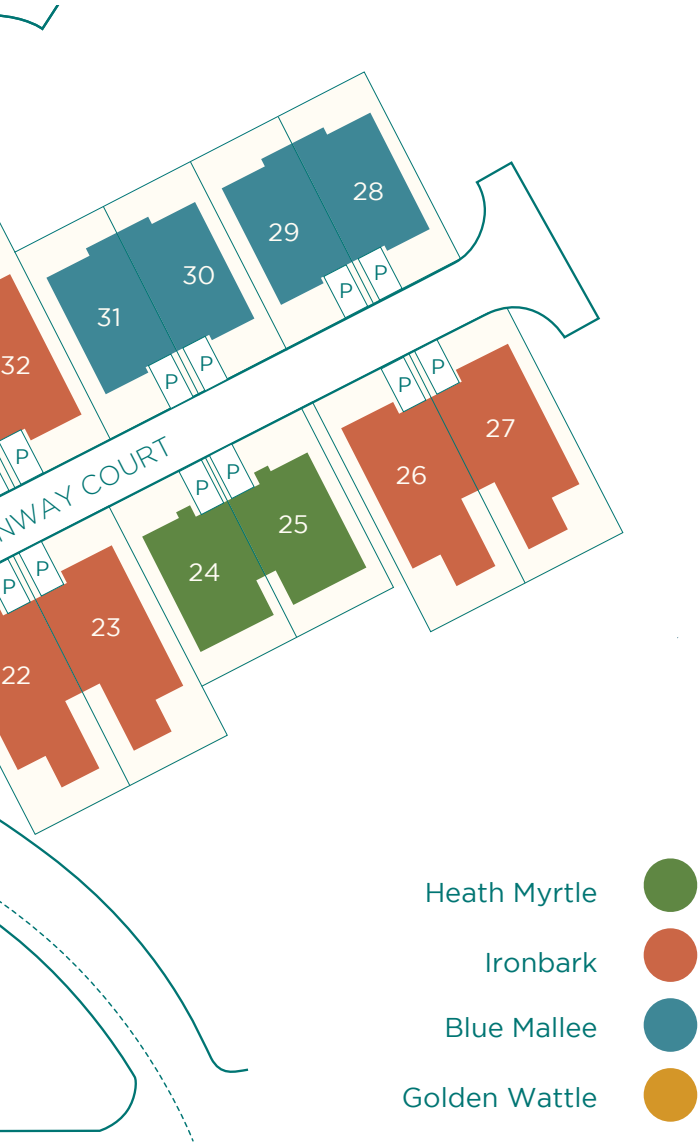 28
29
30
31
P
P
32
P
P
P
P
P
27
NWAY COURT
26
P
P
25
24
P
P
23
22
Heath Myrtle
Ironbark
Blue Mallee
Golden Wattle